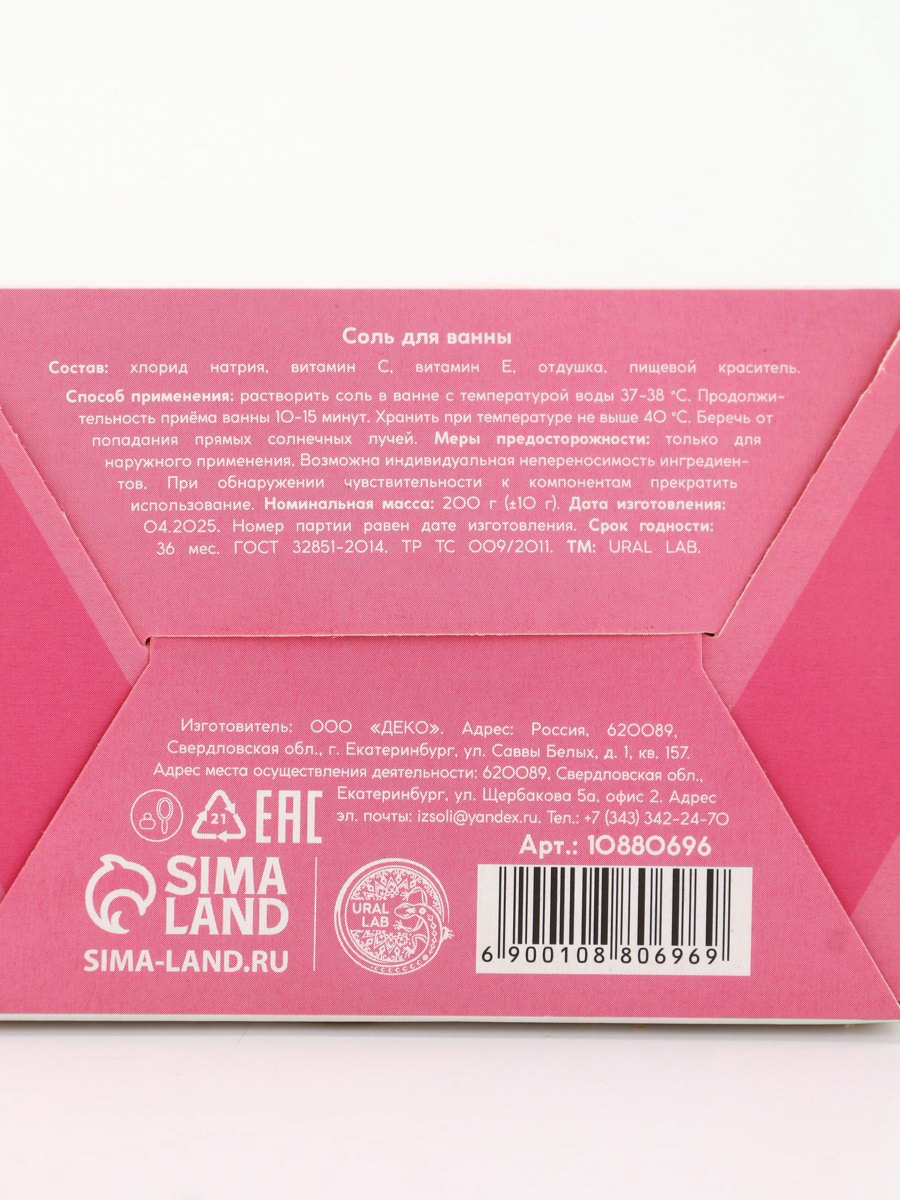 Соль для ванны
Состав: хлорид натрия, витамин С, витамин Е, отдушка, пищевой краситель.
Способ применения: растворить соль в ванне с температурой воды 37-38 °С. Продолжи-
тельность приёма ванны 10-15 минут. Хранить при температуре не выше 40 °С. Беречь от
попадания прямых солнечных лучей. Меры предосторожности: только для
наружного применения. Возможна индивидуальная непереносимость ингредиен-
тов. При обнаружении чувствительности к компонентам прекратить
использование. Номинальная масса: 200 г (±10 г). Дата изготовления:
04.2025. Номер партии равен дате изготовления. Срок годности:
36 мес. ГОСТ 32851-2014. ТР ТС 009/2011. ТМ: URAL LAB.
Изготовитель: ООО «ДЕКО». Адрес: Россия, 620089,
Свердловская обл., г. Екатеринбург, ул. Саввы Белых, д. 1, кв. 157.
Адрес места осуществления деятельности: 620089, Свердловская обл.,
Екатеринбург, ул. Щербакова 5а, офис 2. Адрес
эл. почты: izsoli@yandex.ru. Тел.: +7 (343) 342-24-70
21
EAC
Арт.: 10880696
SIMA
LAND
SIMA-LAND.RU
URAL
LAB
6 900108 806969